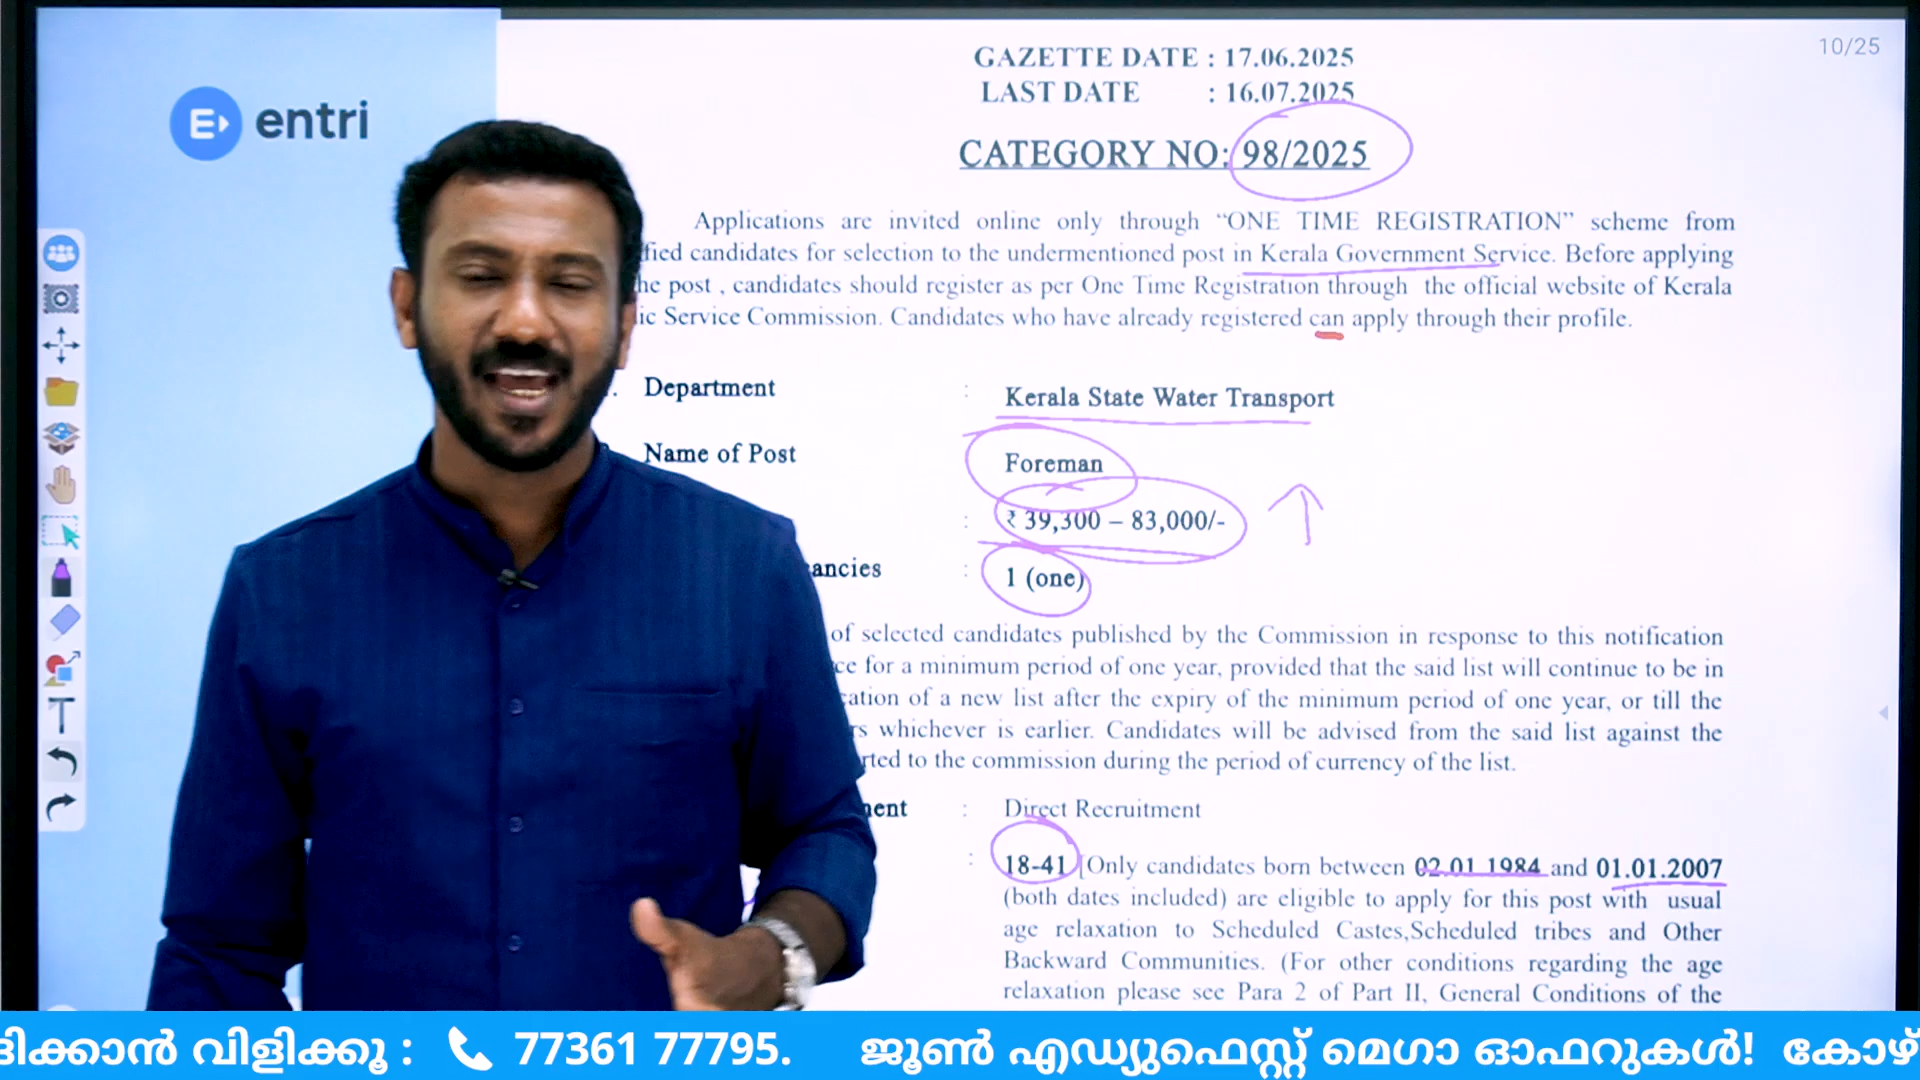 10/25
GAZETTE DATE : 17.06.2025
LAST DATE : 16.07.2025
entri
CATEGORY NO: 98/2025
Applications are invited online only through “ONE TIME REGISTRATION” scheme from
candidates for selection to the undermentioned post in Kerala Government Service. Before applying
post , candidates should register as per One Time Registration through the official website of Kerala
Service Commission. Candidates who have already registered can apply through their profile.
Department : Kerala State Water Transport
Name of Post Foreman
: ₹ 39,300 – 83,000/-
: 1 (one)
of selected candidates published by the Commission in response to this notification
for a minimum period of one year, provided that the said list will continue to be in
of a new list after the expiry of the minimum period of one year, or till the
whichever is earlier. Candidates will be advised from the said list against the
to the commission during the period of currency of the list.
: Direct Recruitment
: 18-41 [Only candidates born between 02.01.1984 and 01.01.2007
(both dates included) are eligible to apply for this post with usual
age relaxation to Scheduled Castes,Scheduled tribes and Other
Backward Communities. (For other conditions regarding the age
relaxation please see Para 2 of Part II, General Conditions of the
വിളിക്കൂ : 77361 77795. ജൂൺ എഡ്യുഫെസ്റ്റ് മെഗാ ഓഫറുകൾ!